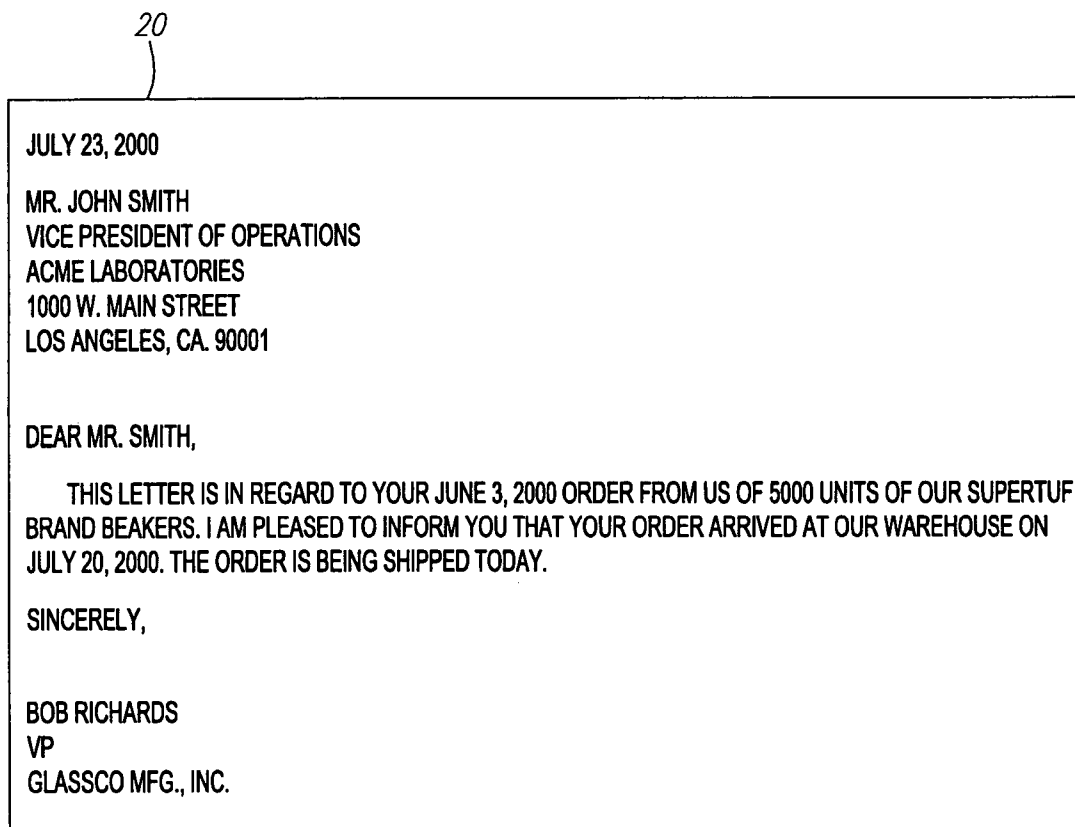 20
JULY 23, 2000
MR. JOHN SMITH
VICE PRESIDENT OF OPERATIONS
ACME LABORATORIES
1000 W. MAIN STREET
LOS ANGELES, CA. 90001
DEAR MR. SMITH,
THIS LETTER IS IN REGARD TO YOUR JUNE 3, 2000 ORDER FROM US OF 5000 UNITS OF OUR SUPERTUF
BRAND BEAKERS. I AM PLEASED TO INFORM YOU THAT YOUR ORDER ARRIVED AT OUR WAREHOUSE ON
JULY 20, 2000. THE ORDER IS BEING SHIPPED TODAY.
SINCERELY,
BOB RICHARDS
VP
GLASSCO MFG., INC.